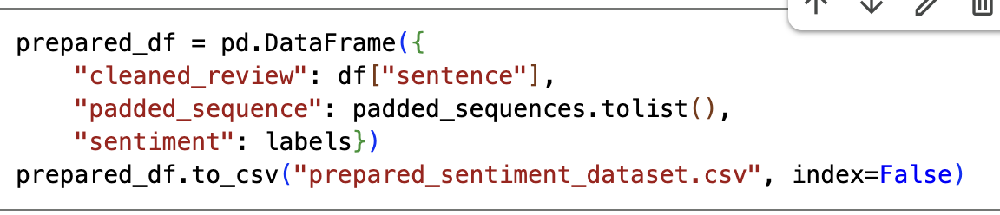 prepared_df = pd.DataFrame({
    "cleaned_review": df["sentence"],
    "padded_sequence": padded_sequences.tolist(),
    "sentiment": labels})
prepared_df.to_csv("prepared_sentiment_dataset.csv", index=False)